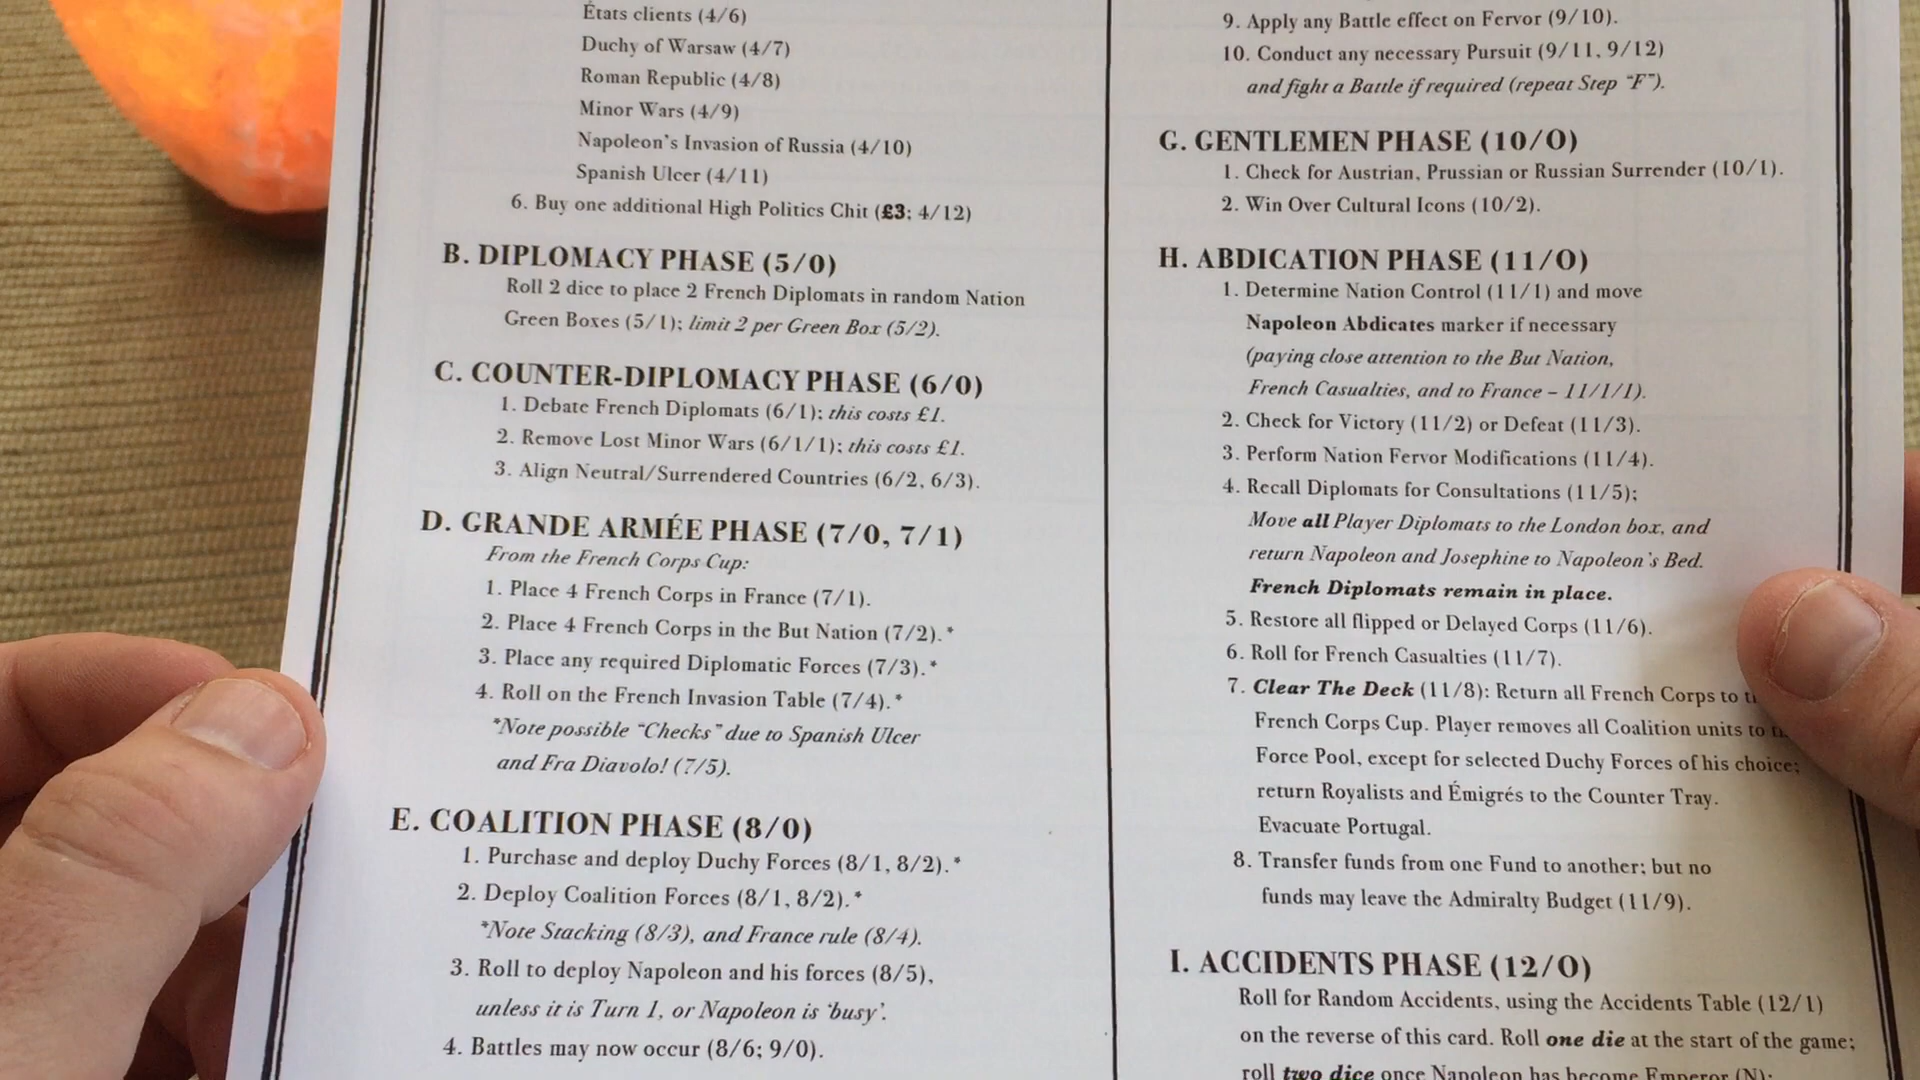 États clients (4/6)
Duchy of Warsaw (4/7)
Roman Republic (4/8)
Minor Wars (4/9)
Napoleon's Invasion of Russia (4/10)
Spanish Ulcer (4/11)
6. Buy one additional High Politics Chit (£3; 4/12)
B. DIPLOMACY PHASE (5/0)
Roll 2 dice to place 2 French Diplomats in random Nation
Green Boxes (5/1); limit 2 per Green Box (5/2).
C. COUNTER-DIPLOMACY PHASE (6/0)
1. Debate French Diplomats (6/1); this costs £1.
2. Remove Lost Minor Wars (6/1/1); this costs £1.
3. Align Neutral/Surrendered Countries (6/2, 6/3).
D. GRANDE ARMÉE PHASE (7/0, 7/1)
From the French Corps Cup:
1. Place 4 French Corps in France (7/1).
2. Place 4 French Corps in the But Nation (7/2).*
3. Place any required Diplomatic Forces (7/3).*
4. Roll on the French Invasion Table (7/4).*
*Note possible "Checks" due to Spanish Ulcer
and Fra Diavolo! (7/5).
E. COALITION PHASE (8/0)
1. Purchase and deploy Duchy Forces (8/1, 8/2).*
2. Deploy Coalition Forces (8/1, 8/2).*
*Note Stacking (8/3), and France rule (8/4).
3. Roll to deploy Napoleon and his forces (8/5),
unless it is Turn 1, or Napoleon is 'busy'.
4. Battles may now occur (8/6; 9/0).
9. Apply any Battle effect on Fervor (9/10).
10. Conduct any necessary Pursuit (9/11, 9/12)
and fight a Battle if required (repeat Step "F").
G. GENTLEMEN PHASE (10/O)
1. Check for Austrian, Prussian or Russian Surrender (10/1).
2. Win Over Cultural Icons (10/2).
H. ABDICATION PHASE (11/O)
1. Determine Nation Control (11/1) and move
Napoleon Abdicates marker if necessary
(paying close attention to the But Nation,
French Casualties, and to France – 11/1/1).
2. Check for Victory (11/2) or Defeat (11/3).
3. Perform Nation Fervor Modifications (11/4).
4. Recall Diplomats for Consultations (11/5);
Move all Player Diplomats to the London box, and
return Napoleon and Josephine to Napoleon's Bed.
French Diplomats remain in place.
5. Restore all flipped or Delayed Corps (11/6).
6. Roll for French Casualties (11/7).
7. Clear The Deck (11/8): Return all French Corps to
French Corps Cup. Player removes all Coalition units to
Force Pool, except for selected Duchy Forces of his choice;
return Royalists and Émigrés to the Counter Tray.
Evacuate Portugal.
8. Transfer funds from one Fund to another; but no
funds may leave the Admiralty Budget (11/9).
I. ACCIDENTS PHASE (12/O)
Roll for Random Accidents, using the Accidents Table (12/1)
on the reverse of this card. Roll one die at the start of the game;
roll two dice once Napoleon has become Emperor (N);